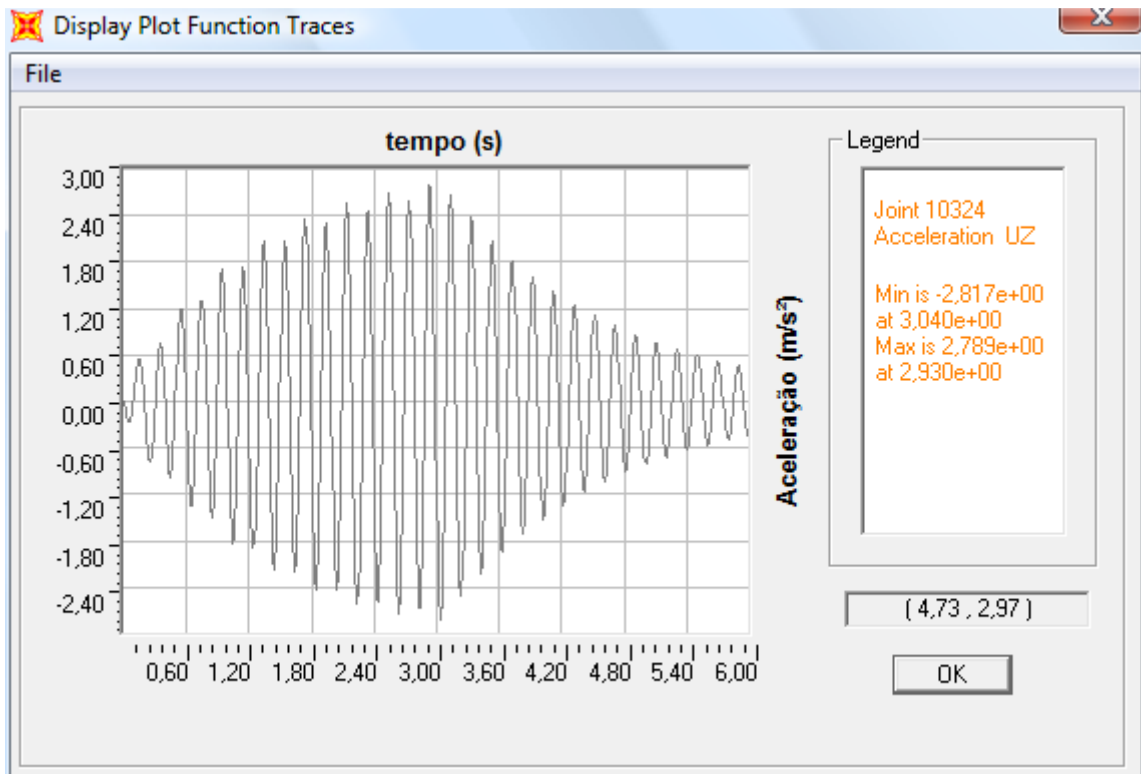 Display Plot Function Traces
X
File
tempo (s)
3,00
2,40
1,80
1,20
0,60
0,00
-0,60
-1,20
-1,80
-2,40
0,60 1,20 1,80 2,40 3,00 3,60 4,20 4,80 5,40 6,00
Aceleração (m/s²)
Legend
Joint 10324
Acceleration UZ
Min is -2,817e+00
at 3,040e+00
Max is 2,789e+00
at 2,930e+00
( 4,73 , 2,97 )
OK